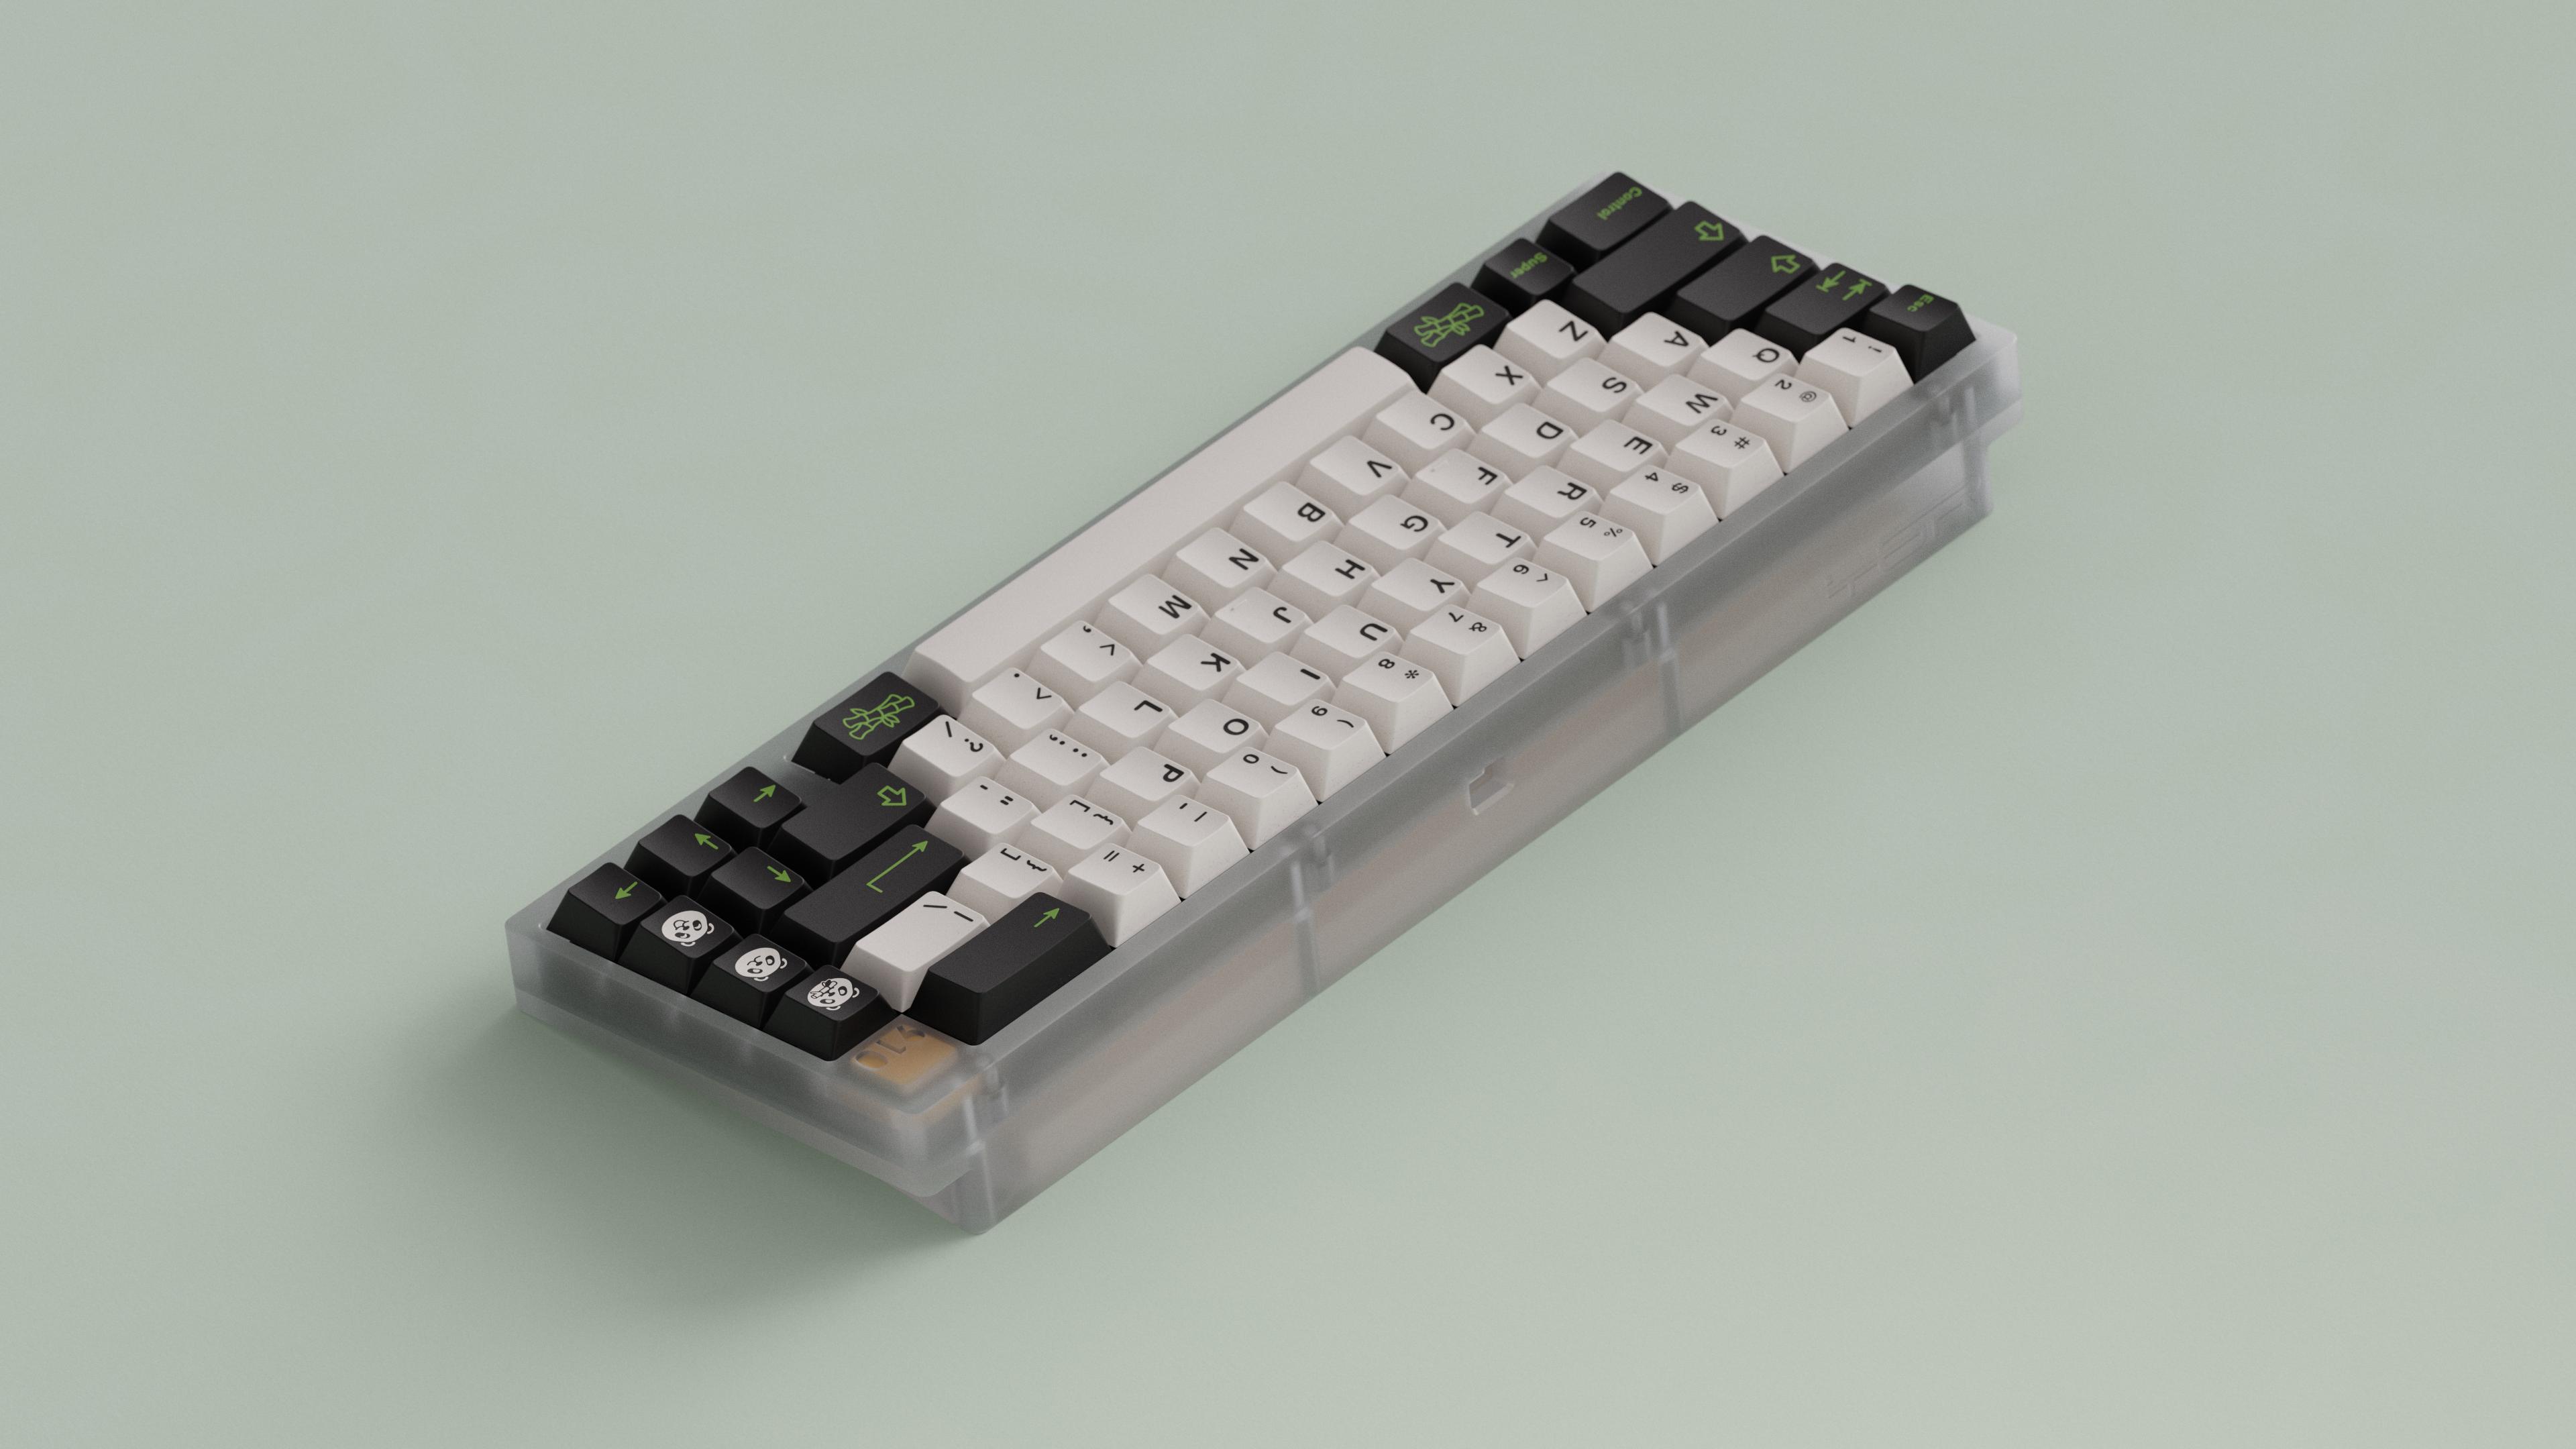 Esc ! 1 @ 2 # 3 $ 4 % 5 ^ 6 & 7 * 8 ( 9 ) 0 _ - + =
Q W E R T Y U I O P { [ } ] | \
A S D F G H J K L : ; " '
Z X C V B N M < , > . ? /
Control Super